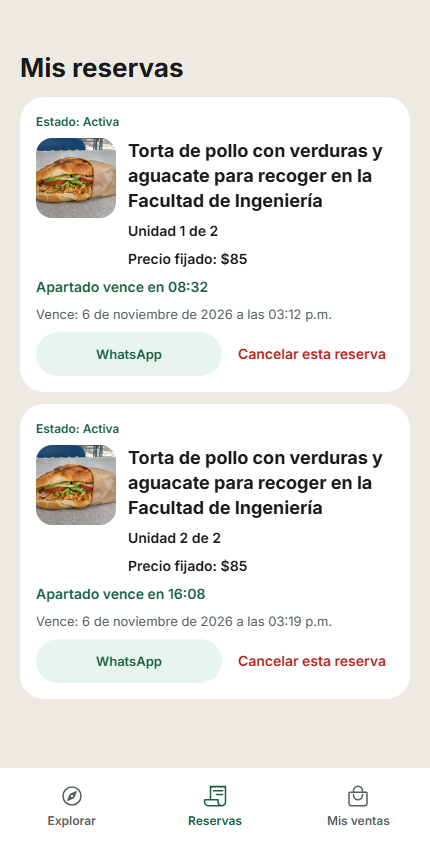 Mis reservas
Estado: Activa
Torta de pollo con verduras y
aguacate para recoger en la
Facultad de Ingeniería
Unidad 1 de 2
Precio fijado: $85
Apartado vence en 08:32
Vence: 6 de noviembre de 2026 a las 03:12 p.m.
WhatsApp
Cancelar esta reserva
Estado: Activa
Torta de pollo con verduras y
aguacate para recoger en la
Facultad de Ingeniería
Unidad 2 de 2
Precio fijado: $85
Apartado vence en 16:08
Vence: 6 de noviembre de 2026 a las 03:19 p.m.
WhatsApp
Cancelar esta reserva
Explorar
Reservas
Mis ventas